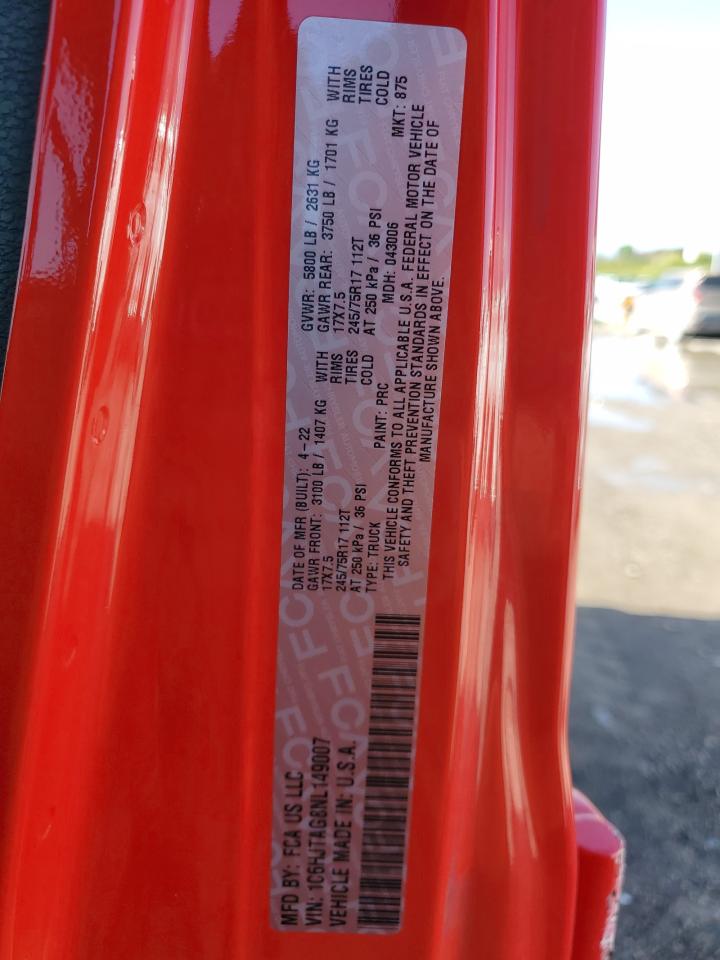 MFD BY: FCA US LLC
DATE OF MFR (BUILT): 4-22
GVWR: 5800 LB / 2631 KG
VIN: 1C6HJTAG8NL149007
GAWR FRONT: 3100 LB / 1407 KG WITH
GAWR REAR: 3750 LB / 1701 KG WITH
VEHICLE MADE IN: U.S.A.
17X7.5 RIMS
17X7.5 RIMS
245/75R17 112T TIRES
245/75R17 112T TIRES
AT 250 kPa / 36 PSI COLD
AT 250 kPa / 36 PSI COLD
TYPE: TRUCK PAINT: PRC MDH: 043006 MKT: 875
THIS VEHICLE CONFORMS TO ALL APPLICABLE U.S.A. FEDERAL MOTOR VEHICLE
SAFETY AND THEFT PREVENTION STANDARDS IN EFFECT ON THE DATE OF
MANUFACTURE SHOWN ABOVE.